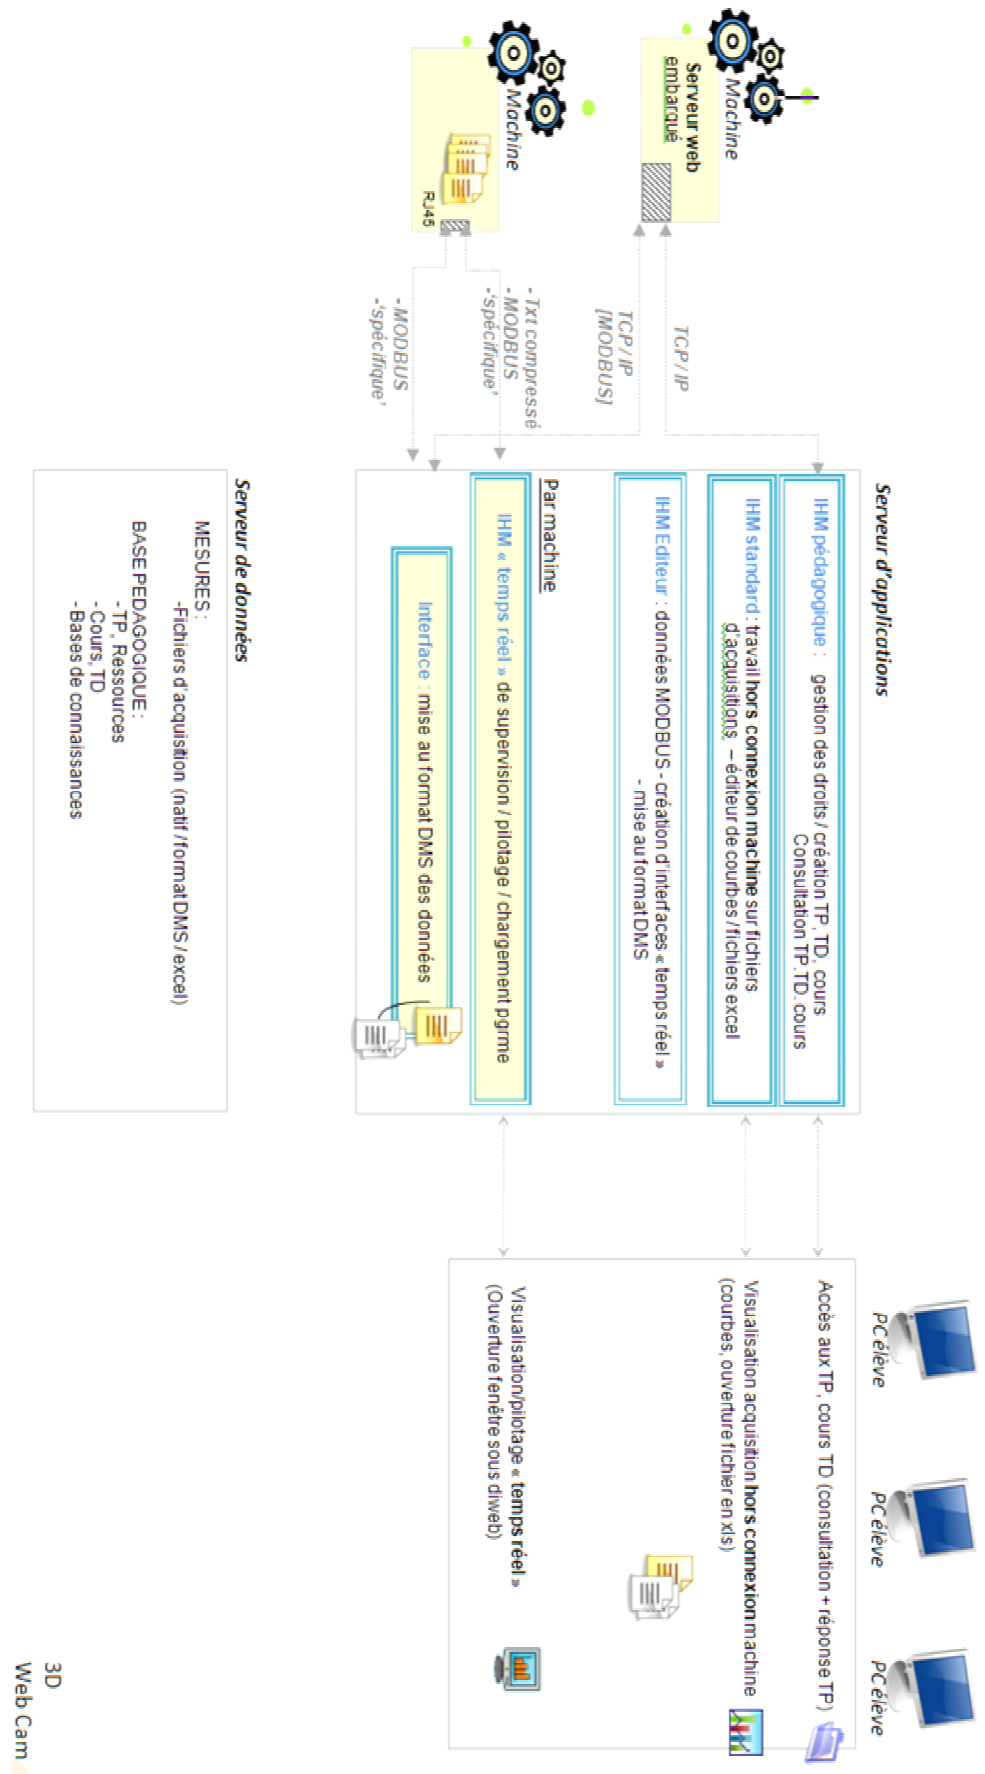 Machine
Serveur web
embarqué
Machine
RJ45
TCP / IP
TCP / IP
[MODBUS]
- Txt compressé
- MODBUS
- 'spécifique'
- MODBUS
- 'spécifique'
Serveur d'applications
IHM pédagogique : gestion des droits / création TP, TD, cours
Consultation TP. TD. cours
IHM standard : travail hors connexion machine sur fichiers
d'acquisitions – éditeur de courbes / fichiers excel
IHM Editeur : données MODBUS - création d'interfaces « temps réel »
- mise au format DMS
Par machine
IHM « temps réel » de supervision / pilotage / chargement pgrme
Interface : mise au format DMS des données
Serveur de données
MESURES :
-Fichiers d'acquisition (natif / format DMS / excel)
BASE PEDAGOGIQUE :
- TP, Ressources
- Cours, TD
- Bases de connaissances
PC élève
PC élève
PC élève
Accès aux TP, cours TD (consultation + réponse TP)
Visualisation acquisition hors connexion machine
(courbes, ouverture fichier en xls)
Visualisation/pilotage « temps réel »
(Ouverture fenêtre sous diweb)
3D
Web Cam